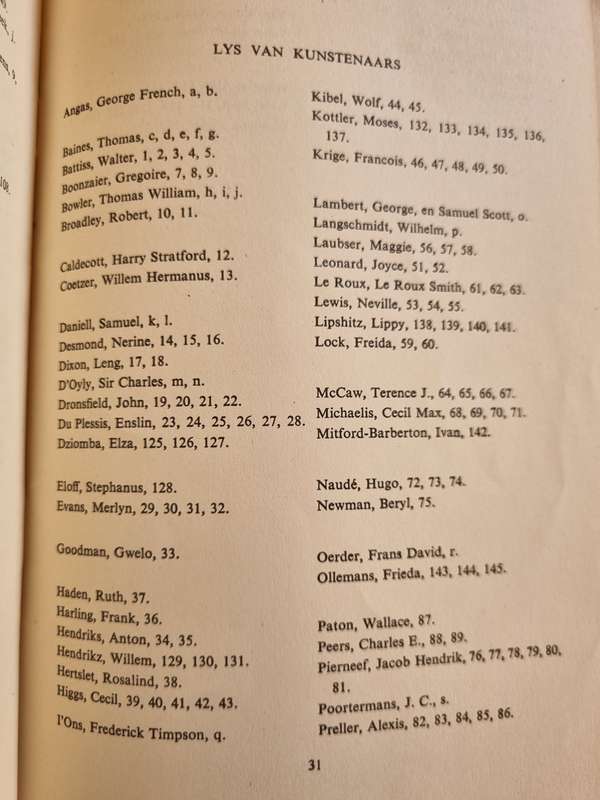 LYS VAN KUNSTENAARS
Angas, George French, a, b.
Baines, Thomas, c, d, e, f, g.
Battiss, Walter, 1, 2, 3, 4, 5.
Boonzaier, Gregoire, 7, 8, 9.
Bowler, Thomas William, h, i, j.
Broadley, Robert, 10, 11.
Caldecott, Harry Stratford, 12.
Coetzer, Willem Hermanus, 13.
Daniell, Samuel, k, l.
Desmond, Nerine, 14, 15, 16.
Dixon, Leng, 17, 18.
D'Oyly, Sir Charles, m, n.
Dronsfield, John, 19, 20, 21, 22.
Du Plessis, Enslin, 23, 24, 25, 26, 27, 28.
Dziomba, Elza, 125, 126, 127.
Eloff, Stephanus, 128.
Evans, Merlyn, 29, 30, 31, 32.
Goodman, Gwelo, 33.
Haden, Ruth, 37.
Harling, Frank, 36.
Hendriks, Anton, 34, 35.
Hendrikz, Willem, 129, 130, 131.
Hertslet, Rosalind, 38.
Higgs, Cecil, 39, 40, 41, 42, 43.
I'Ons, Frederick Timpson, q.
Kibel, Wolf, 44, 45.
Kottler, Moses, 132, 133, 134, 135, 136,
137.
Krige, Francois, 46, 47, 48, 49, 50.
Lambert, George, en Samuel Scott, o.
Langschmidt, Wilhelm, p.
Laubser, Maggie, 56, 57, 58.
Leonard, Joyce, 51, 52.
Le Roux, Le Roux Smith, 61, 62, 63.
Lewis, Neville, 53, 54, 55.
Lipshitz, Lippy, 138, 139, 140, 141.
Lock, Freida, 59, 60.
McCaw, Terence J., 64, 65, 66, 67.
Michaelis, Cecil Max, 68, 69, 70, 71.
Mitford-Barberton, Ivan, 142.
Naudé, Hugo, 72, 73, 74.
Newman, Beryl, 75.
Oerder, Frans David, r.
Ollemans, Frieda, 143, 144, 145.
Paton, Wallace, 87.
Peers, Charles E., 88, 89.
Pierneef, Jacob Hendrik, 76, 77, 78, 79, 80,
81.
Poortermans, J. C., s.
Preller, Alexis, 82, 83, 84, 85, 86.
31